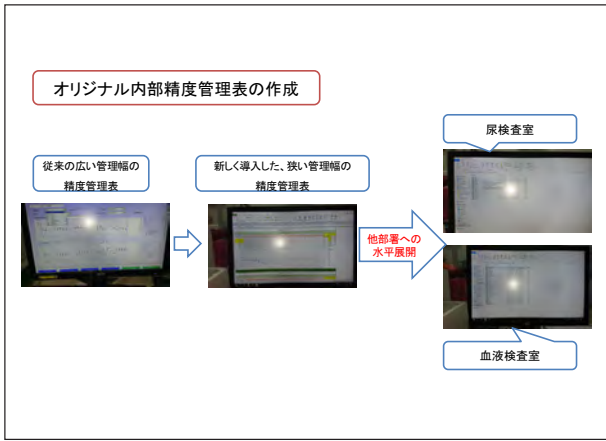 オリジナル内部精度管理表の作成
尿検査室
従来の広い管理幅の
精度管理表
新しく導入した、狭い管理幅の
精度管理表
他部署への
水平展開
血液検査室